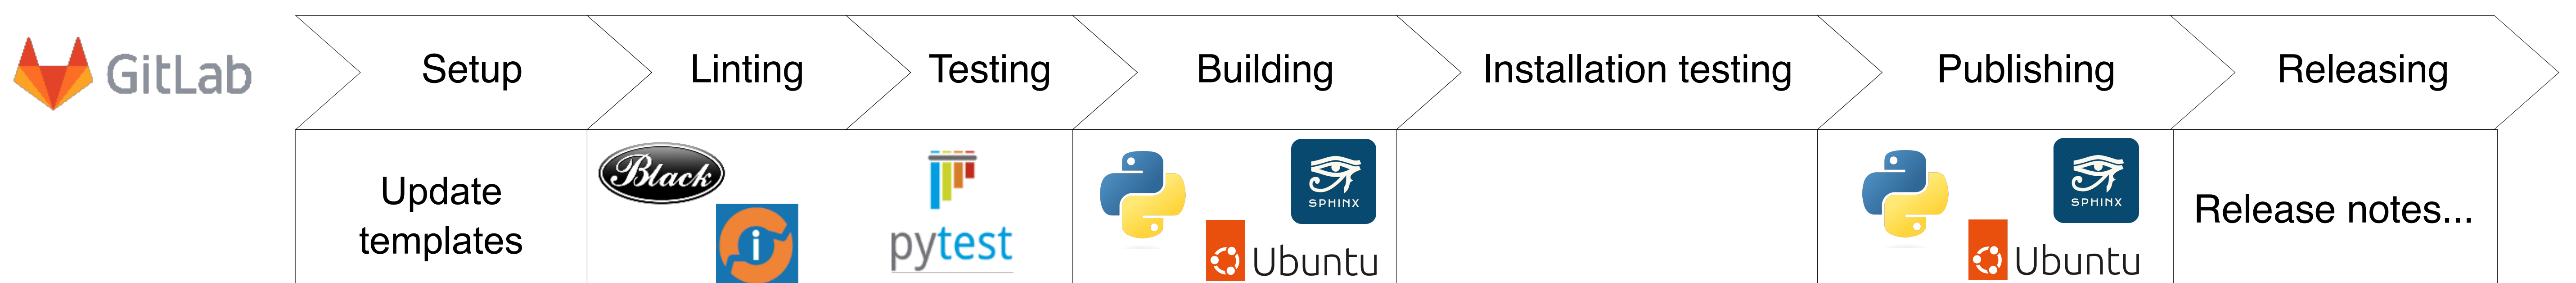 GitLab
Setup
Linting
Testing
Building
Installation testing
Publishing
Releasing
Update
templates
Black
i
pytest
SPHINX
Ubuntu
SPHINX
Ubuntu
Release notes...